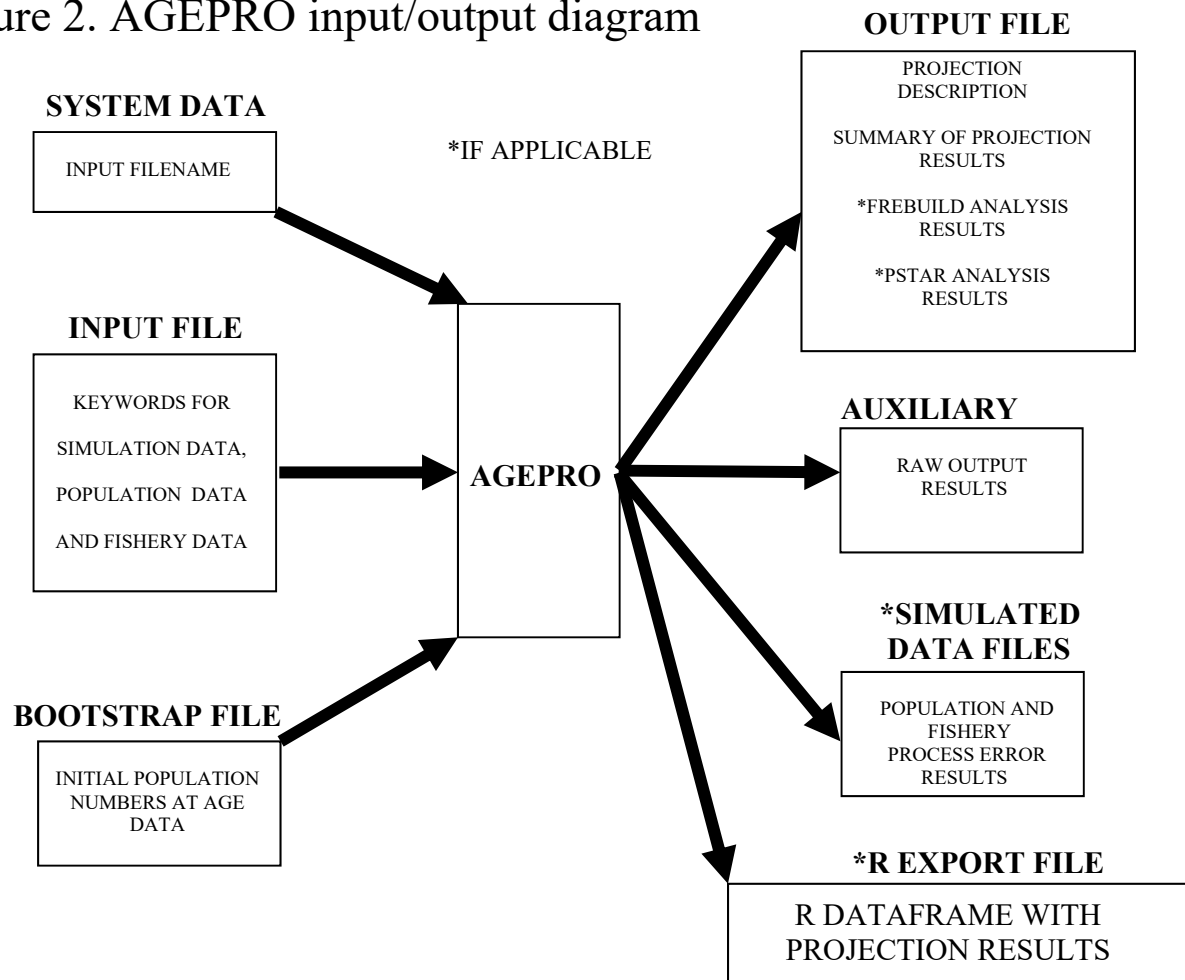 ure 2. AGEPRO input/output diagram
SYSTEM DATA
INPUT FILENAME
*IF APPLICABLE
INPUT FILE
KEYWORDS FOR
SIMULATION DATA,
POPULATION DATA
AND FISHERY DATA
BOOTSTRAP FILE
INITIAL POPULATION
NUMBERS AT AGE
DATA
AGEPRO
OUTPUT FILE
PROJECTION
DESCRIPTION
SUMMARY OF PROJECTION
RESULTS
*FREBUILD ANALYSIS
RESULTS
*PSTAR ANALYSIS
RESULTS
AUXILIARY
RAW OUTPUT
RESULTS
*SIMULATED
DATA FILES
POPULATION AND
FISHERY
PROCESS ERROR
RESULTS
*R EXPORT FILE
R DATAFRAME WITH
PROJECTION RESULTS